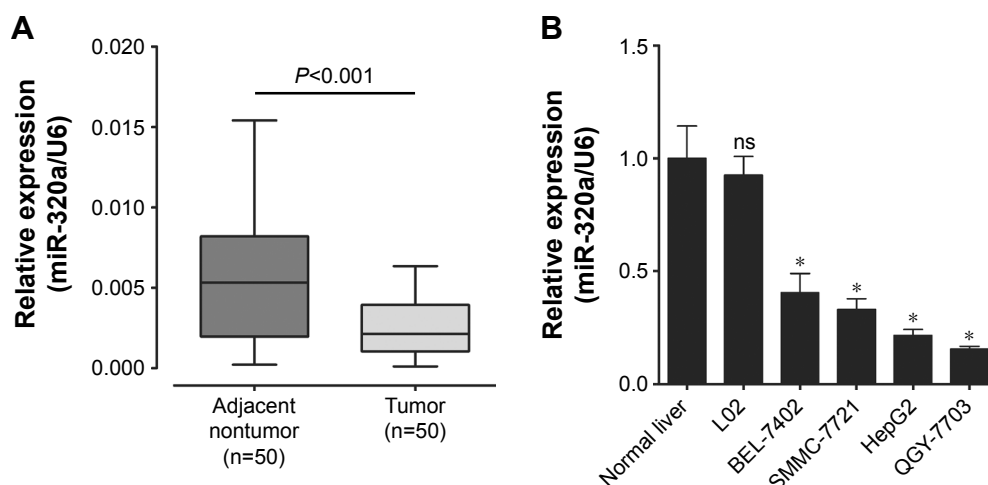 A
Relative expression
(miR-320a/U6)
0.020
0.015
0.010
0.005
0.000
P<0.001
Adjacent
nontumor
(n=50)
Tumor
(n=50)
B
Relative expression
(miR-320a/U6)
1.5
1.0
0.5
0.0
ns
*
*
*
*
Normal liver
L02
BEL-7402
SMMC-7721
HepG2
QGY-7703